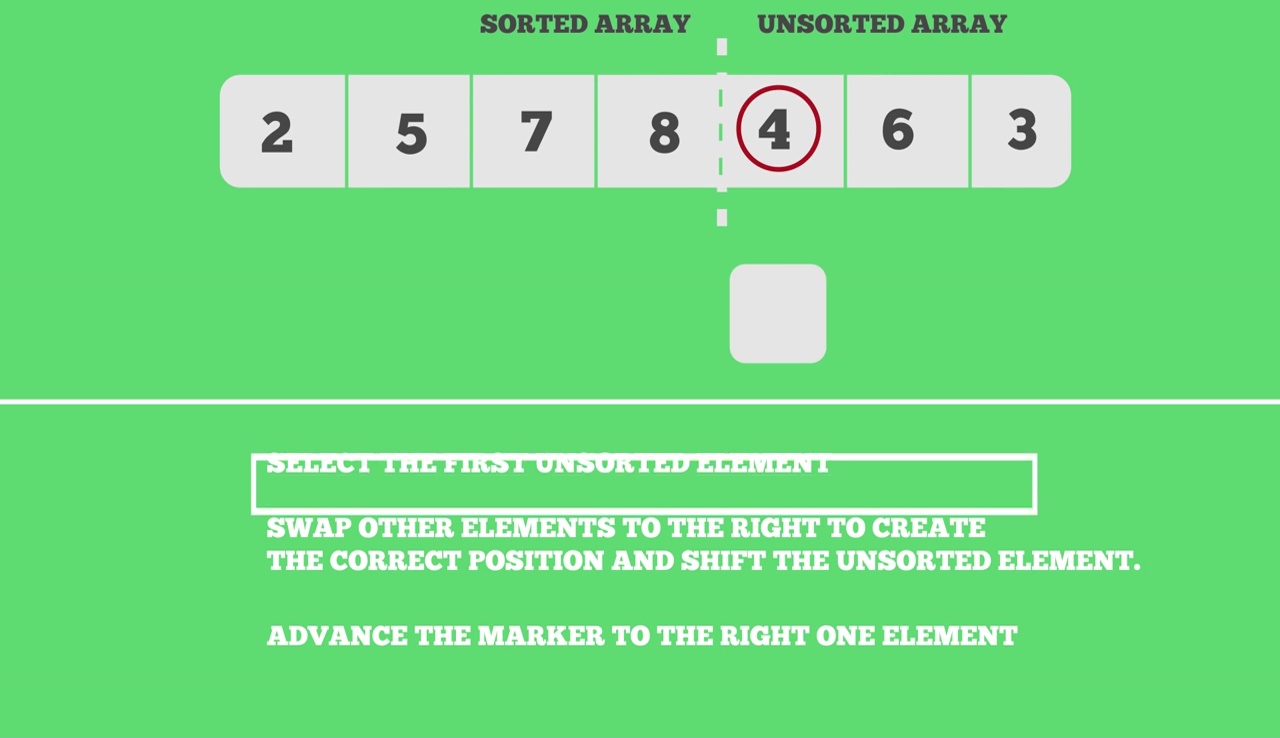 SORTED ARRAY UNSORTED ARRAY
2 5 7 8 4 6 3
SELECT THE FIRST UNSORTED ELEMENT
SWAP OTHER ELEMENTS TO THE RIGHT TO CREATE
THE CORRECT POSITION AND SHIFT THE UNSORTED ELEMENT.
ADVANCE THE MARKER TO THE RIGHT ONE ELEMENT